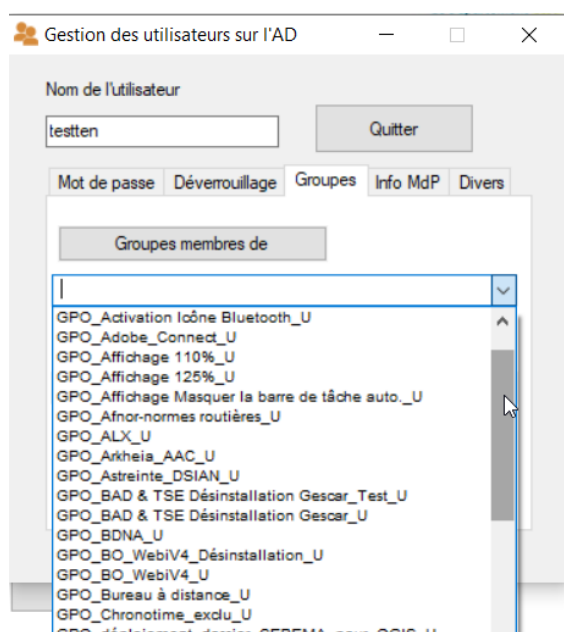 Gestion des utilisateurs sur l'AD
Nom de l'utilisateur
testten
Quitter
Mot de passe Déverrouillage Groupes Info MdP Divers
Groupes membres de
GPO_Activation Icône Bluetooth_U
GPO_Adobe_Connect_U
GPO_Affichage 110%_U
GPO_Affichage 125%_U
GPO_Affichage Masquer la barre de tâche auto._U
GPO_Afnor-normes routières_U
GPO_ALX_U
GPO_Arkheia_AAC_U
GPO_Astreinte_DSIAN_U
GPO_BAD & TSE Désinstallation Gescar_Test_U
GPO_BAD & TSE Désinstallation Gescar_U
GPO_BDNA_U
GPO_BO_WebiV4_Désinstallation_U
GPO_BO_WebiV4_U
GPO_Bureau à distance_U
GPO_Chronotime_exclu_U